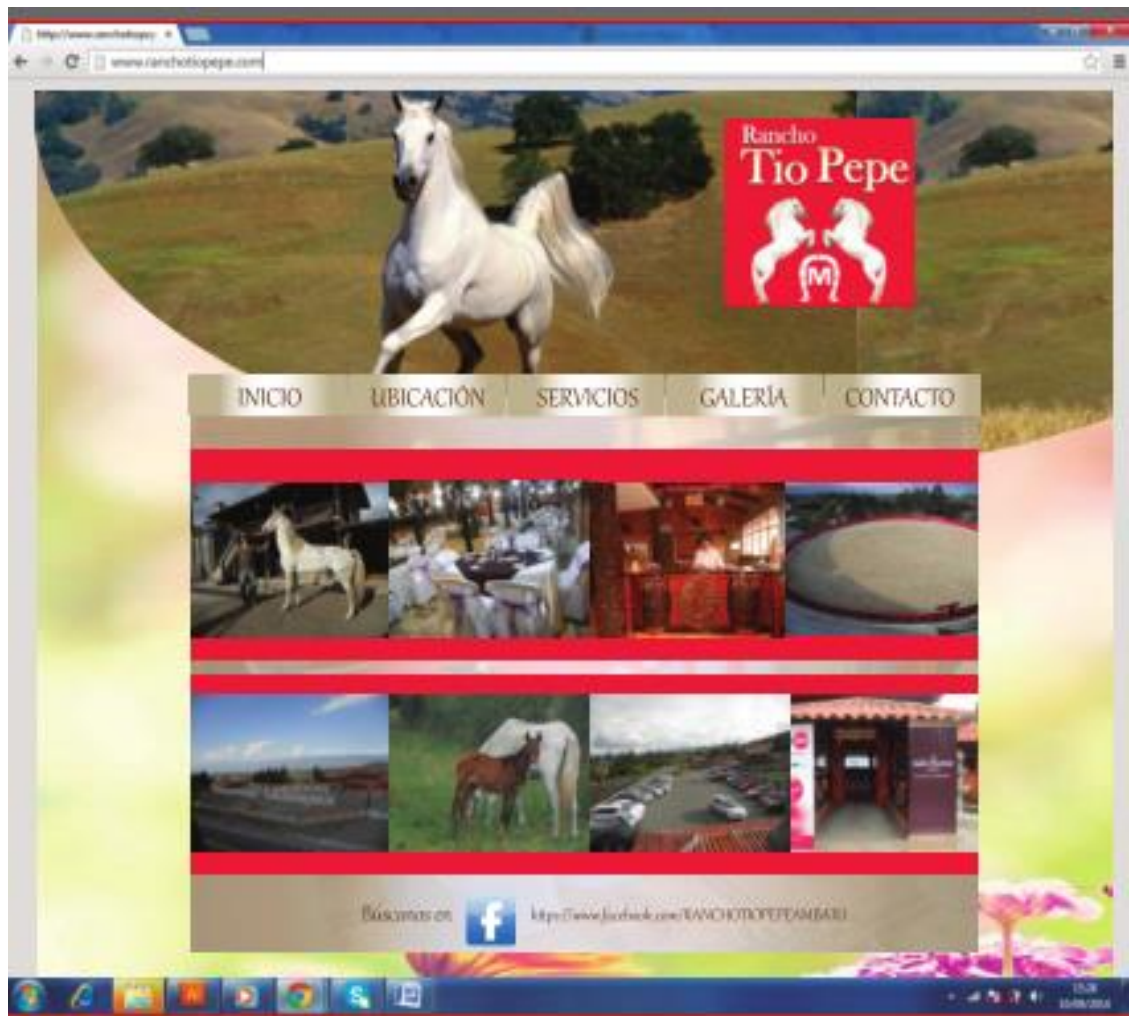 www.ranchotiopepe.com
Rancho
Tio Pepe
M
INICIO UBICACIÓN SERVICIOS GALERÍA CONTACTO
Búscanos en f https://www.facebook.com/RANCHOTIOPEPEAMBATO